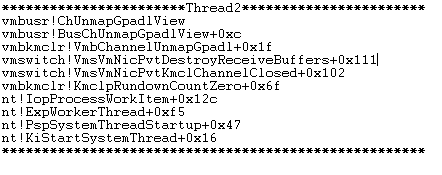 ***********************Thread2***********************
vmbusr!ChUnmapGpadlView
vmbusr!BusChUnmapGpadlView+0xc
vmbkmclr!VmbChannelUnmapGpadl+0x1f
vmswitch!VmsVmNicPvtDestroyReceiveBuffers+0x111
vmswitch!VmsVmNicPvtKmclChannelClosed+0x102
vmbkmclr!KmclpRundownCountZero+0x6f
nt!IopProcessWorkItem+0x12c
nt!ExpWorkerThread+0xf5
nt!PspSystemThreadStartup+0x47
nt!KiStartSystemThread+0x16
*****************************************************